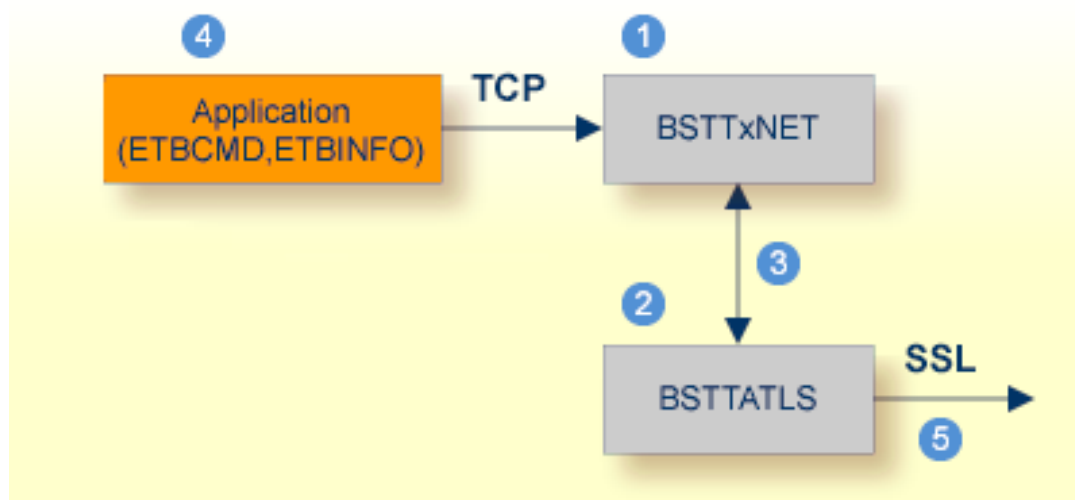 4
1
Application
(ETBCMD,ETBINFO)
TCP
BSTTxNET
3
2
BSTTATLS
SSL
5